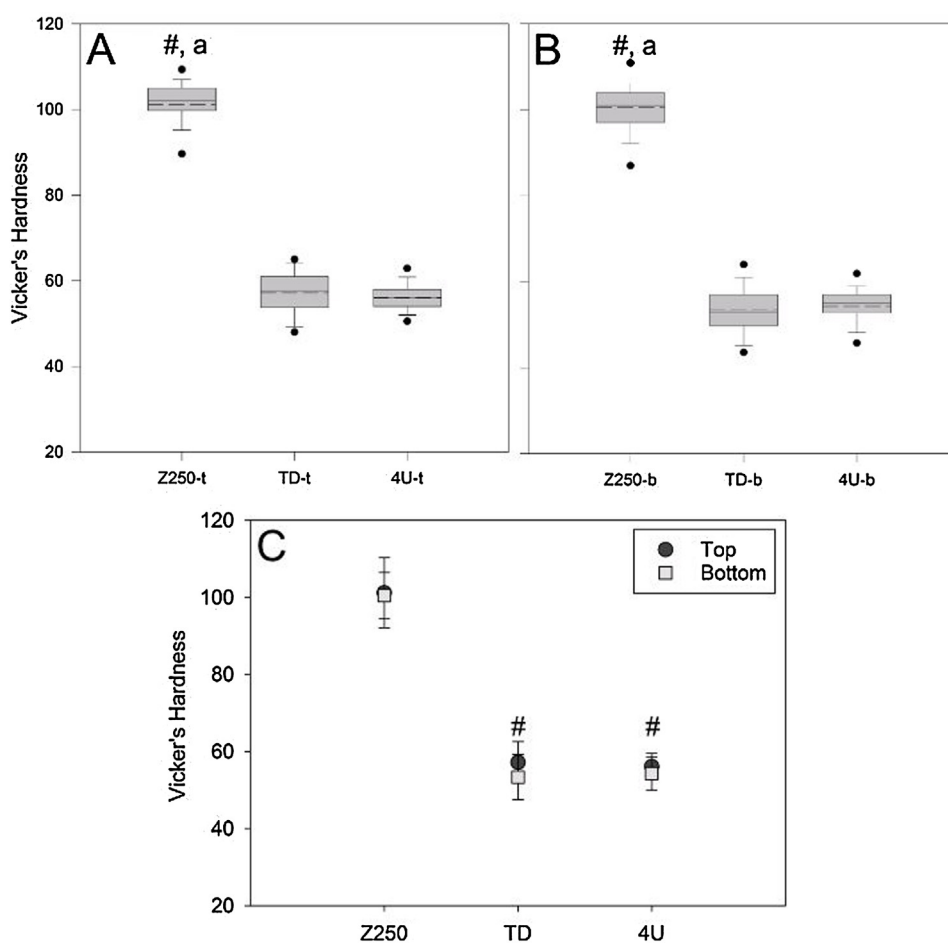 120
100
80
60
40
20
Vicker's Hardness
A
#, a
Z250-t
TD-t
4U-t
B
#, a
Z250-b
TD-b
4U-b
120
100
80
60
40
20
Vicker's Hardness
C
Top
Bottom
#
#
Z250
TD
4U